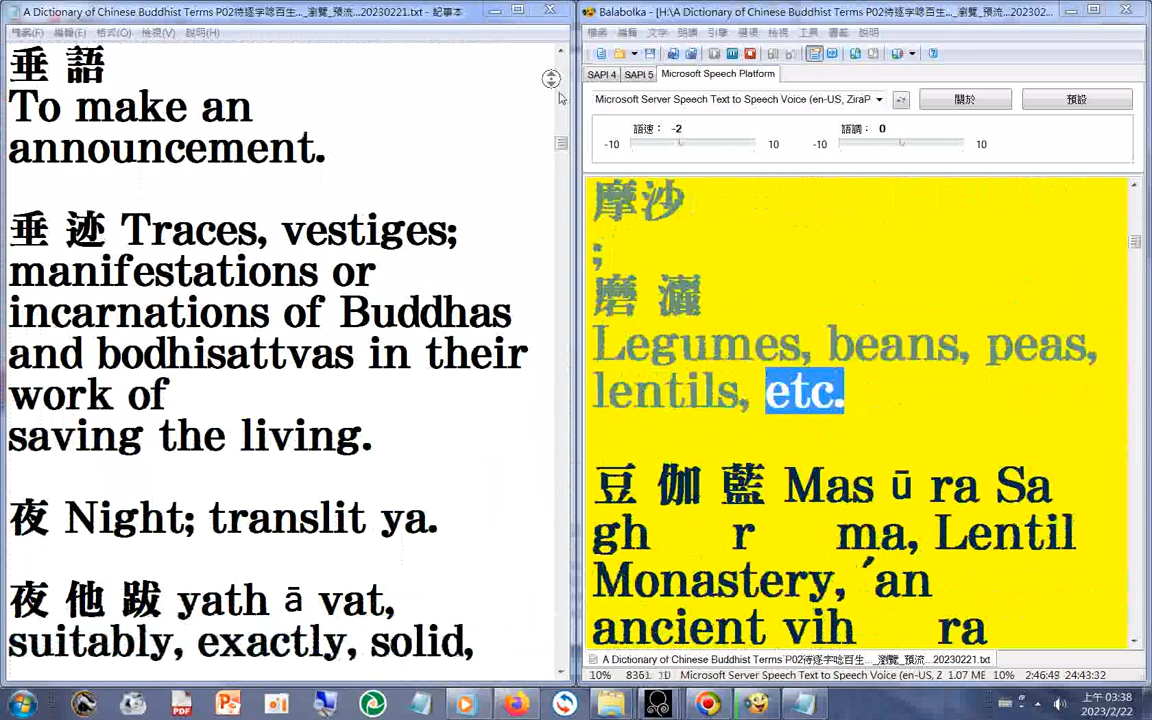 A Dictionary of Chinese Buddhist Terms P02待逐字唸百生..._瀏覽_預流...20230221.txt - 記事本
檔案(F) 編輯(E) 格式(O) 檢視(V) 說明(H)
垂 語
To make an
announcement.
垂 迹 Traces, vestiges;
manifestations or
incarnations of Buddhas
and bodhisattvas in their
work of
saving the living.
夜 Night; translit ya.
夜 他 跋 yath ā vat,
suitably, exactly, solid,
Balabolka - [H:\A Dictionary of Chinese Buddhist Terms P02待逐字唸百生..._瀏覽_預流...202302...
檔案 編輯 文字 朗讀 引擎 選項 檢視 工具 書籤 說明
SAPI 4 SAPI 5 Microsoft Speech Platform
Microsoft Server Speech Text to Speech Voice (en-US, ZiraP
關於
預設
語速： -2
語調： 0
-10 10 -10 10
摩沙
;
磨 灑
Legumes, beans, peas,
lentils, etc.
豆 伽 藍 Mas ū ra Sa
gh r ma, Lentil
Monastery, ′an
ancient vih ra
A Dictionary of Chinese Buddhist Terms P02待逐字唸百生..._瀏覽_預流...20230221.txt
10% 8361: 1D Microsoft Server Speech Text to Speech Voice (en-US, Z 1.07 ME 10% 2:46:49 24:43:32
上午 03:38
2023/2/22